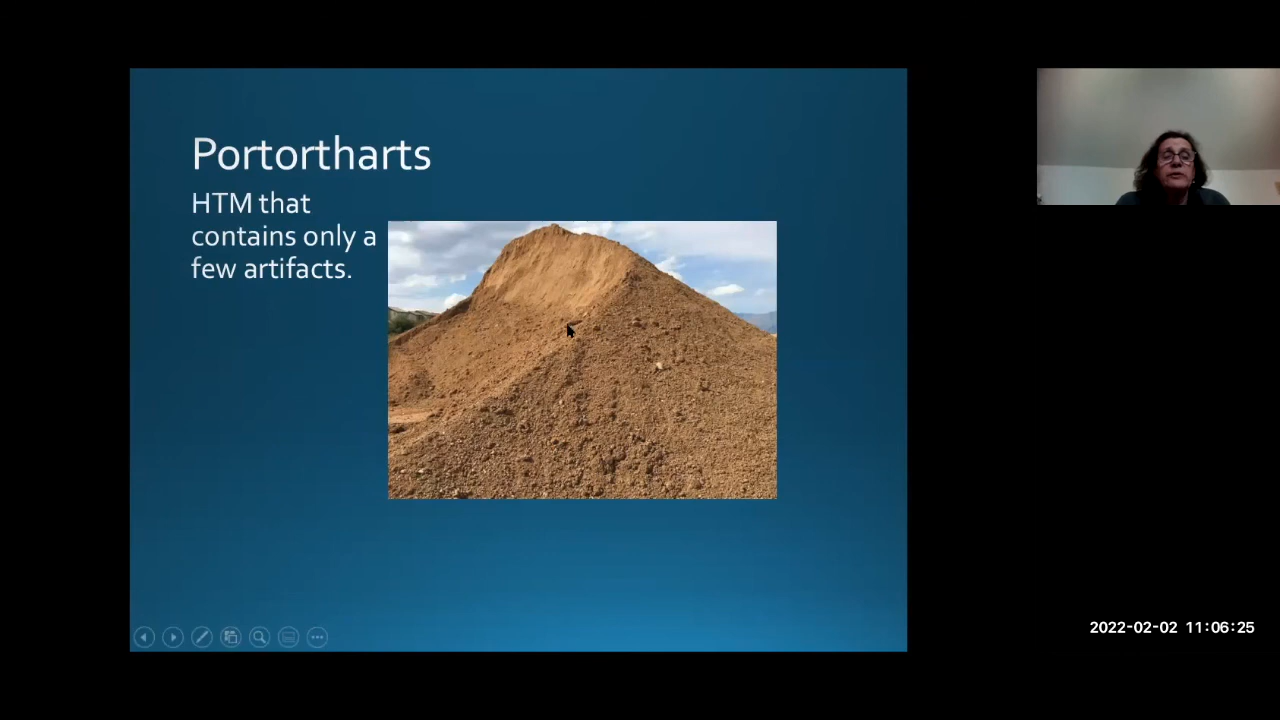 Portortharts
HTM that
contains only a
few artifacts.
2022-02-02 11:06:25